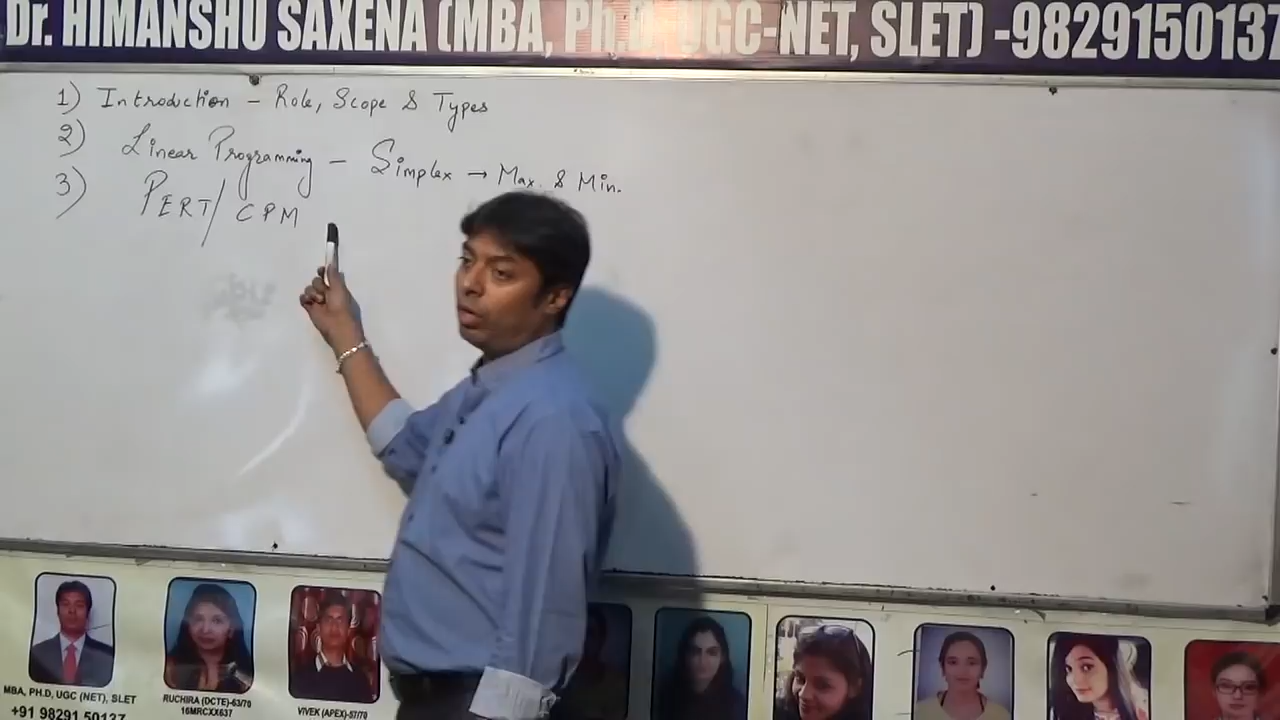 Dr. HIMANSHU SAXENA (MBA, Ph.D. UGC-NET, SLET) -9829150137
1) Introduction - Role, Scope & Types
2) Linear Programming - Simplex → Max. & Min.
3) PERT/CPM
MBA, PH.D, UGC (NET), SLET
+91 98291 50137
RUCHIRA (DCTE)-63/70
16MRCXX637
VIVEK (APEX)-57/70